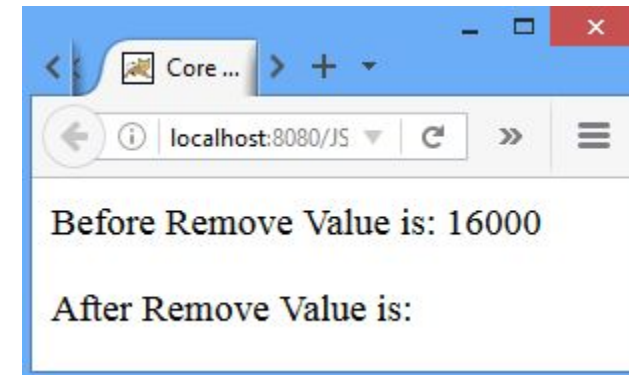 Core ...
localhost:8080/JS
Before Remove Value is: 16000
After Remove Value is: